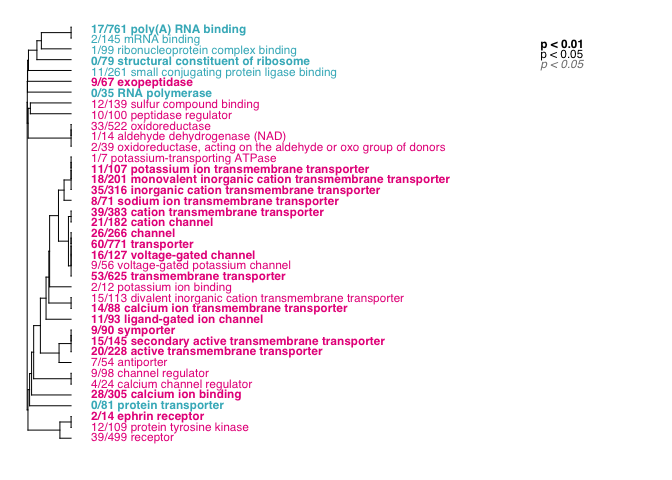 17/761 poly(A) RNA binding
2/145 mRNA binding
1/99 ribonucleoprotein complex binding
0/79 structural constituent of ribosome
11/261 small conjugating protein ligase binding
9/67 exopeptidase
0/35 RNA polymerase
12/139 sulfur compound binding
10/100 peptidase regulator
33/522 oxidoreductase
1/14 aldehyde dehydrogenase (NAD)
2/39 oxidoreductase, acting on the aldehyde or oxo group of donors
1/7 potassium-transporting ATPase
11/107 potassium ion transmembrane transporter
18/201 monovalent inorganic cation transmembrane transporter
35/316 inorganic cation transmembrane transporter
8/71 sodium ion transmembrane transporter
39/383 cation transmembrane transporter
21/182 cation channel
26/266 channel
60/771 transporter
16/127 voltage-gated channel
9/56 voltage-gated potassium channel
53/625 transmembrane transporter
2/12 potassium ion binding
15/113 divalent inorganic cation transmembrane transporter
14/88 calcium ion transmembrane transporter
11/93 ligand-gated ion channel
9/90 symporter
15/145 secondary active transmembrane transporter
20/228 active transmembrane transporter
7/54 antiporter
9/98 channel regulator
4/24 calcium channel regulator
28/305 calcium ion binding
0/81 protein transporter
2/14 ephrin receptor
12/109 protein tyrosine kinase
39/499 receptor
p < 0.01
p < 0.05
p < 0.05